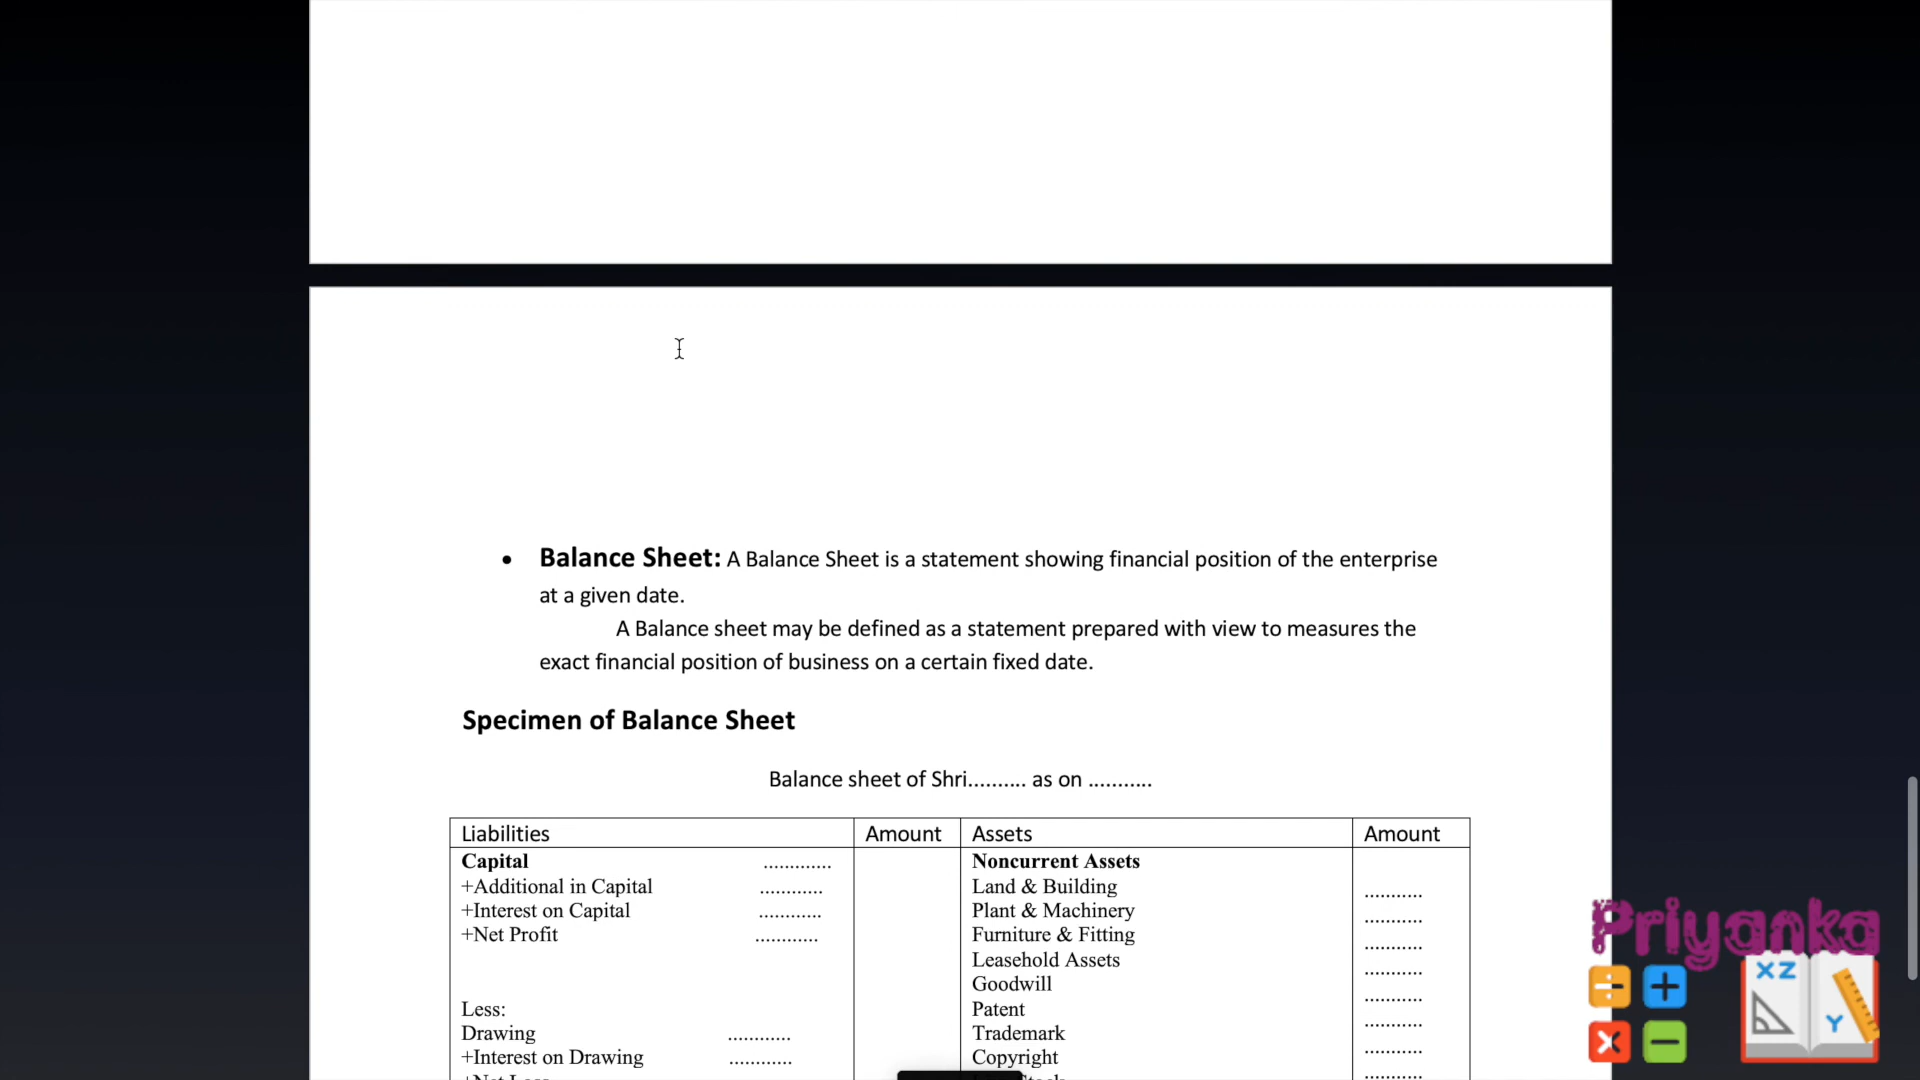 • Balance Sheet: A Balance Sheet is a statement showing financial position of the enterprise
at a given date.
A Balance sheet may be defined as a statement prepared with view to measures the
exact financial position of business on a certain fixed date.
Specimen of Balance Sheet
Balance sheet of Shri.......... as on ...........
Liabilities Amount Assets Amount
Capital ............ Noncurrent Assets
+Additional in Capital ............ Land & Building ...........
+Interest on Capital ............ Plant & Machinery ...........
+Net Profit ............ Furniture & Fitting ...........
Leasehold Assets ...........
Goodwill ...........
Less: Patent ...........
Drawing ............ Trademark ...........
+Interest on Drawing ............ Copyright ...........
Priyanka
XZ
Y